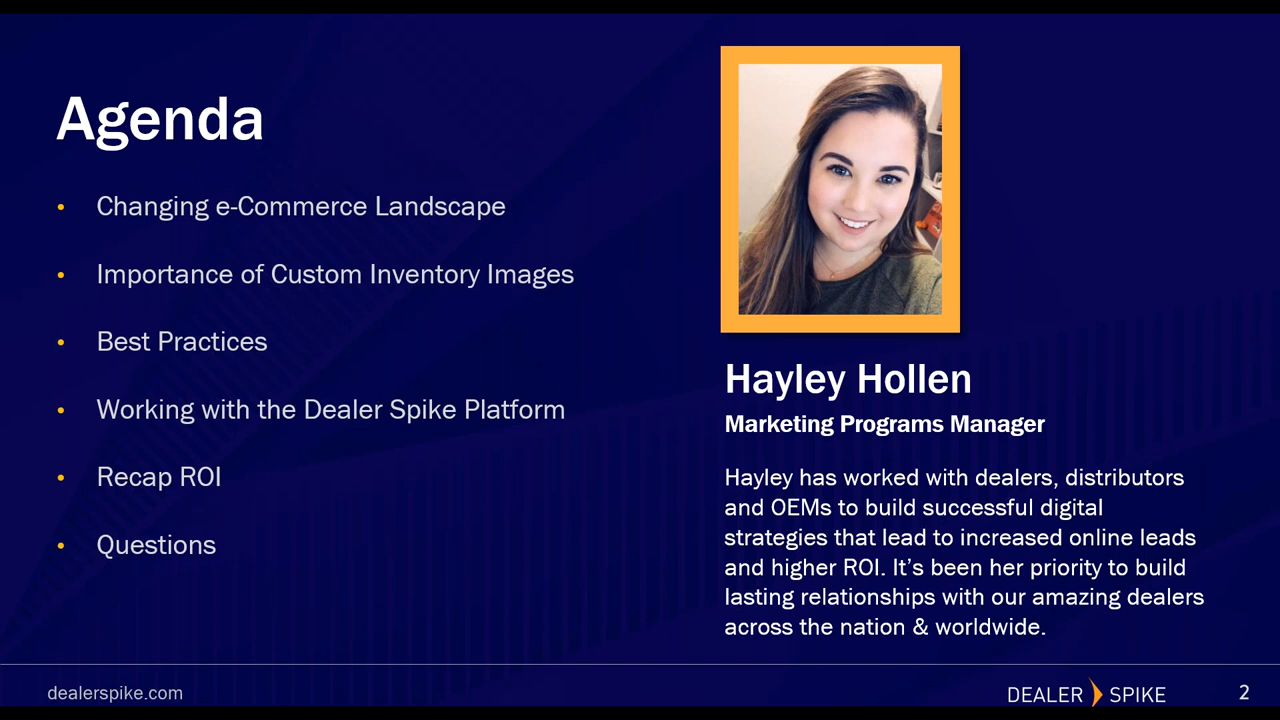 Agenda
• Changing e-Commerce Landscape
• Importance of Custom Inventory Images
• Best Practices
• Working with the Dealer Spike Platform
• Recap ROI
• Questions
Hayley Hollen
Marketing Programs Manager
Hayley has worked with dealers, distributors
and OEMs to build successful digital
strategies that lead to increased online leads
and higher ROI. It’s been her priority to build
lasting relationships with our amazing dealers
across the nation & worldwide.
dealerspike.com
DEALER SPIKE
2